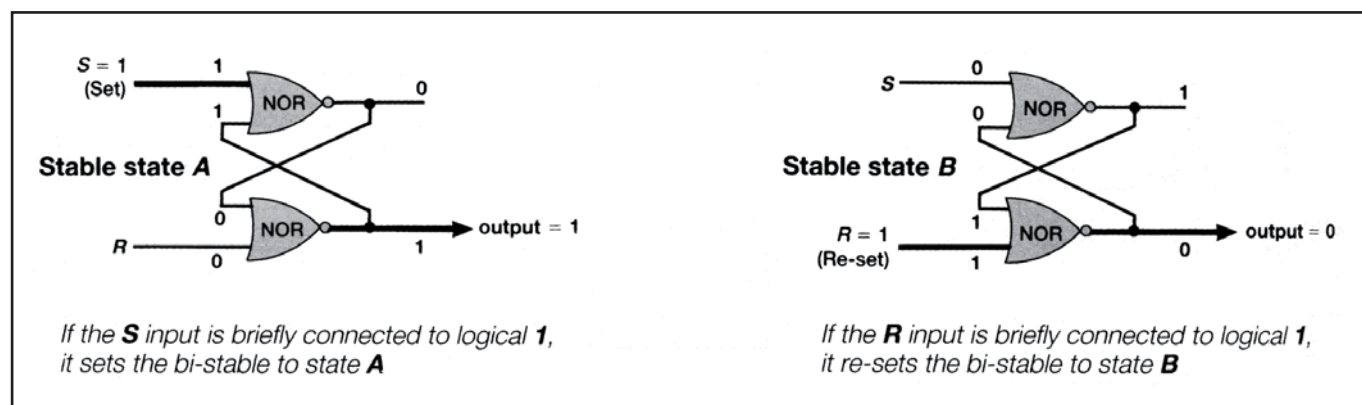 S = 1
(Set)
1
1
NOR
0
Stable state A
0
R
0
NOR
1
output = 1
If the S input is briefly connected to logical 1,
it sets the bi-stable to state A
S
0
0
NOR
1
Stable state B
1
R = 1
(Re-set)
1
NOR
0
output = 0
If the R input is briefly connected to logical 1,
it re-sets the bi-stable to state B